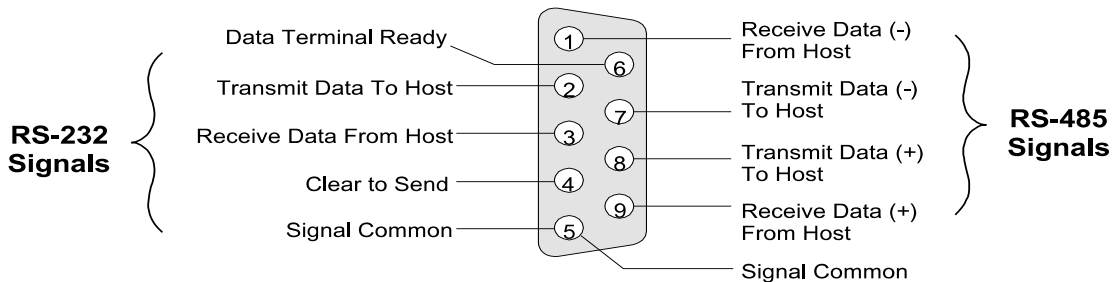 RS-232
Signals
Data Terminal Ready
Transmit Data To Host
Receive Data From Host
Clear to Send
Signal Common
1
2
3
4
5
6
7
8
9
Receive Data (-)
From Host
Transmit Data (-)
To Host
Transmit Data (+)
To Host
Receive Data (+)
From Host
Signal Common
RS-485
Signals